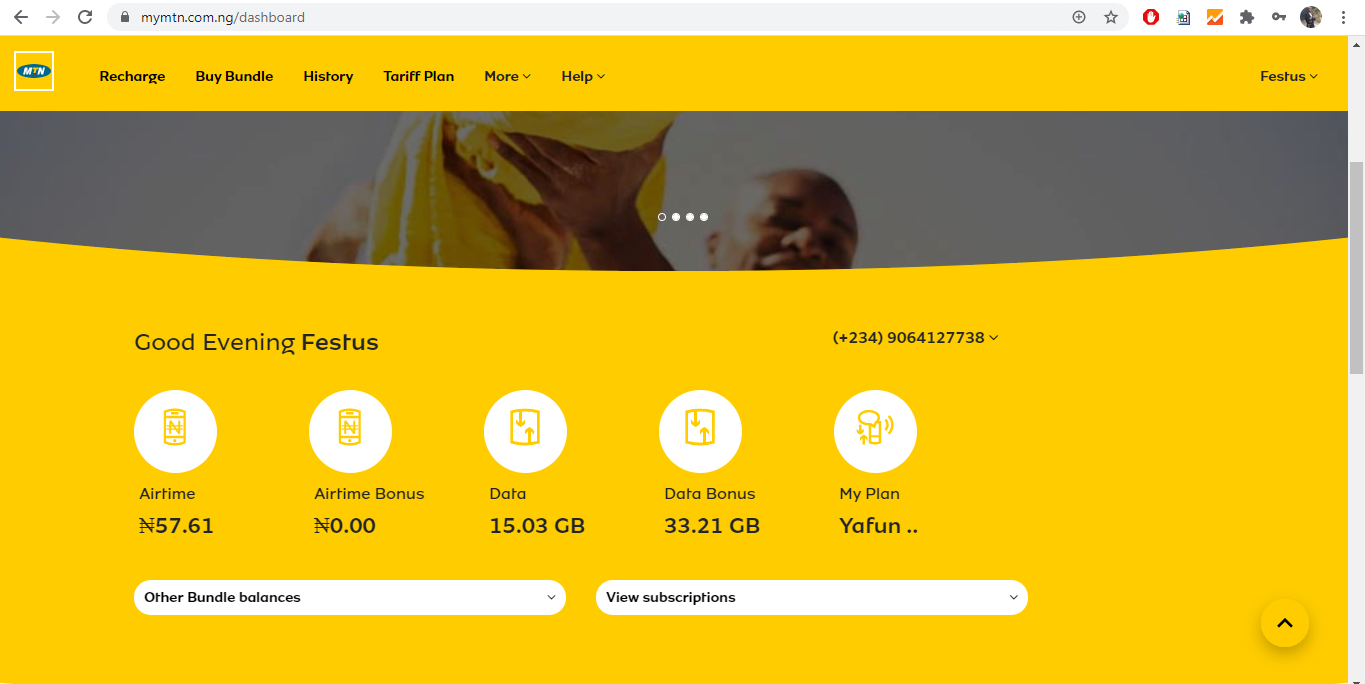 mymtn.com.ng/dashboard
MTN
Recharge Buy Bundle History Tariff Plan More Help Festus
Good Evening Festus
(+234) 9064127738
Airtime Airtime Bonus Data Data Bonus My Plan
₦57.61 ₦0.00 15.03 GB 33.21 GB Yafun ..
Other Bundle balances View subscriptions